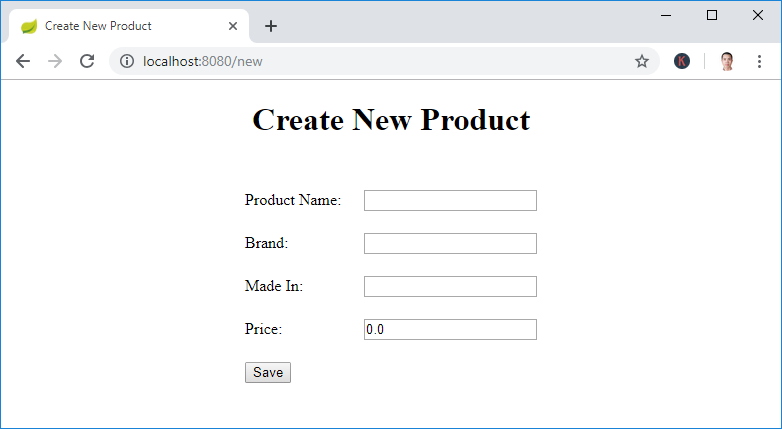 Create New Product
localhost:8080/new
K
Create New Product
Product Name:
Brand:
Made In:
Price: 0.0
Save